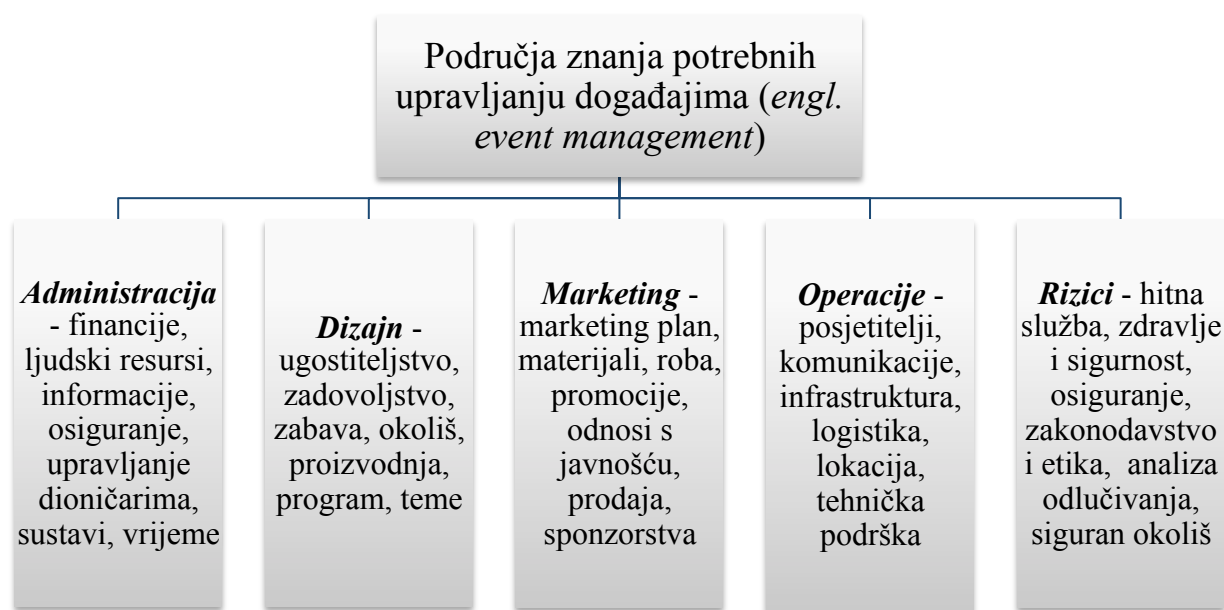 Područja znanja potrebnih
upravljanju događajima (engl.
event management)
Administracija
- financije,
ljudski resursi,
informacije,
osiguranje,
upravljanje
dioničarima,
sustavi, vrijeme
Dizajn -
ugostiteljstvo,
zadovoljstvo,
zabava, okoliš,
proizvodnja,
program, teme
Marketing -
marketing plan,
materijali, roba,
promocije,
odnosi s
javnošću,
prodaja,
sponzorstva
Operacije -
posjetitelji,
komunikacije,
infrastruktura,
logistika,
lokacija,
tehnička
podrška
Rizici - hitna
služba, zdravlje
i sigurnost,
osiguranje,
zakonodavstvo
i etika,  analiza
odlučivanja,
siguran okoliš